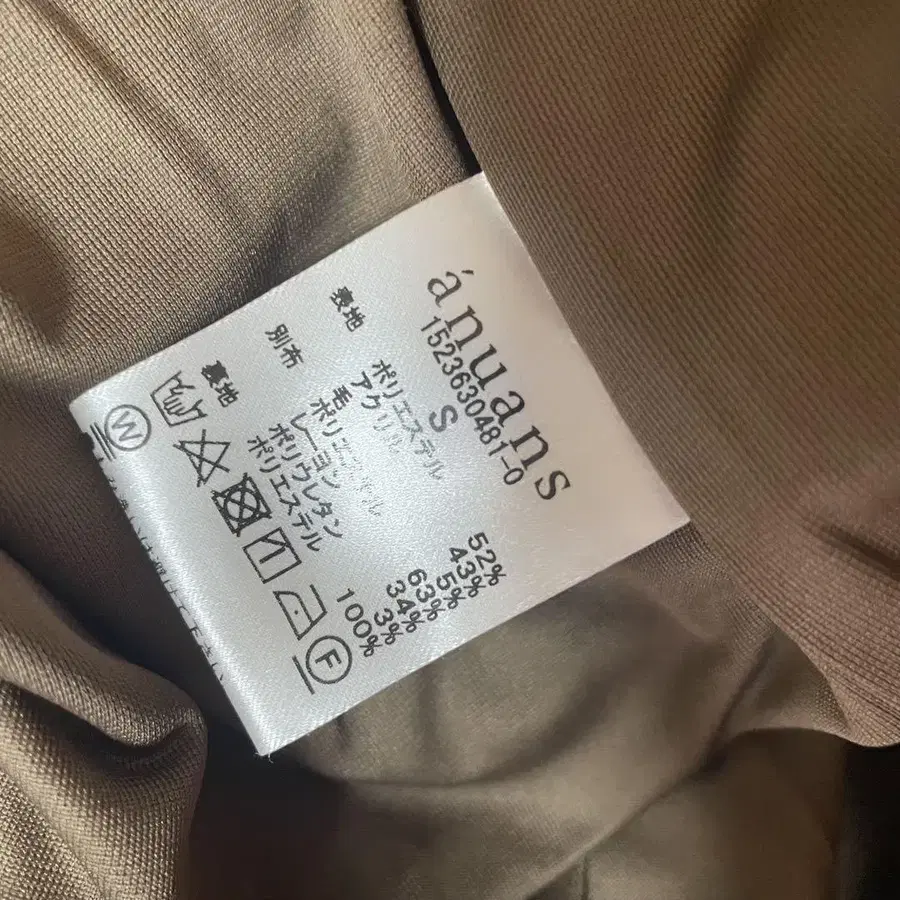 ánuans
1523630481-0
S
表地 ポリエステル 52%
アクリル 43%
毛 5%
別布 ポリエステル 63%
レーヨン 34%
ポリウレタン 3%
裏地 ポリエステル 100%
W
F